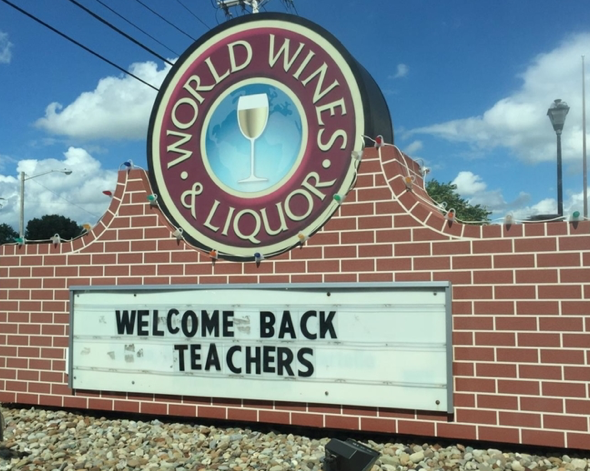 WORLD WINES
& LIQUOR
WELCOME BACK
TEACHERS